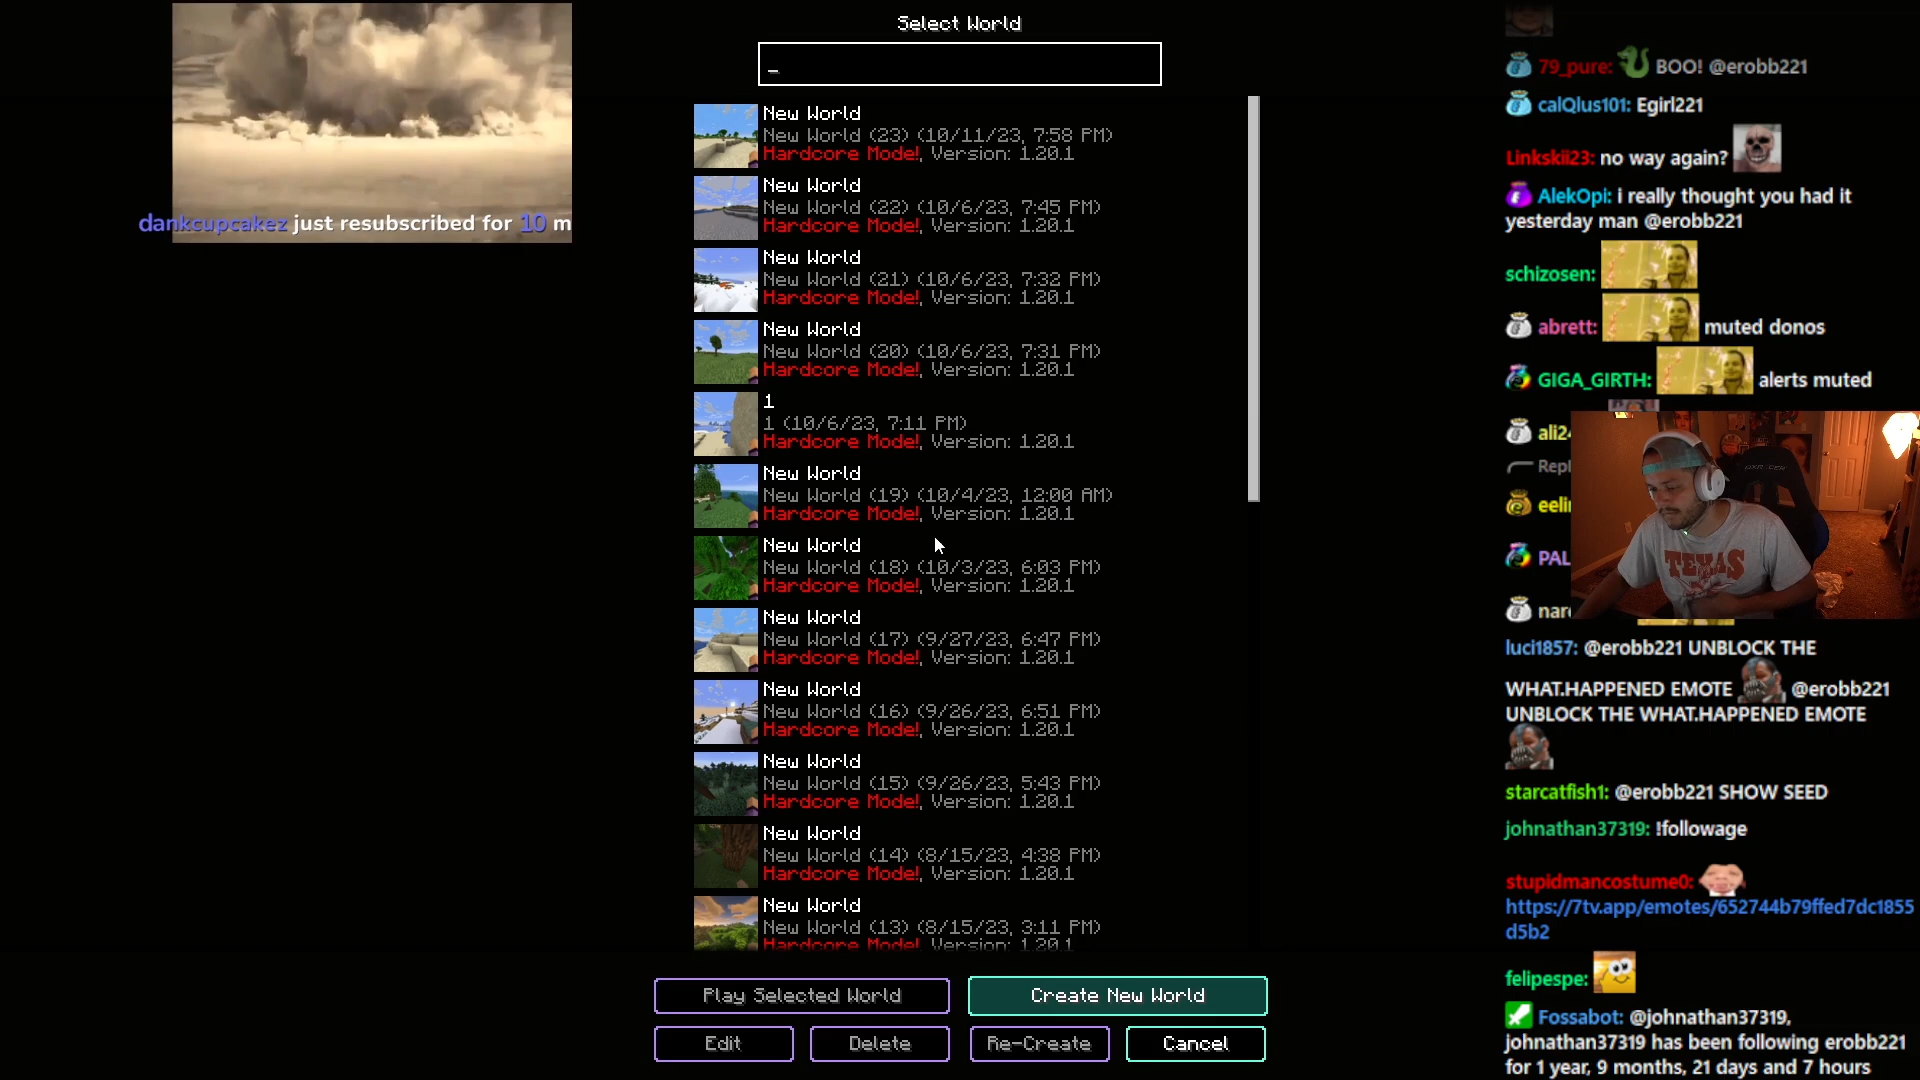 dankcupcakez just resubscribed for 10 m
Select World
_
New World
New World (23) (10/11/23, 7:58 PM)
Hardcore Mode!, Version: 1.20.1
New World
New World (22) (10/6/23, 7:45 PM)
Hardcore Mode!, Version: 1.20.1
New World
New World (21) (10/6/23, 7:32 PM)
Hardcore Mode!, Version: 1.20.1
New World
New World (20) (10/6/23, 7:31 PM)
Hardcore Mode!, Version: 1.20.1
1
1 (10/6/23, 7:11 PM)
Hardcore Mode!, Version: 1.20.1
New World
New World (19) (10/4/23, 12:00 AM)
Hardcore Mode!, Version: 1.20.1
New World
New World (18) (10/3/23, 6:03 PM)
Hardcore Mode!, Version: 1.20.1
New World
New World (17) (9/27/23, 6:47 PM)
Hardcore Mode!, Version: 1.20.1
New World
New World (16) (9/26/23, 6:51 PM)
Hardcore Mode!, Version: 1.20.1
New World
New World (15) (9/26/23, 5:43 PM)
Hardcore Mode!, Version: 1.20.1
New World
New World (14) (8/15/23, 4:38 PM)
Hardcore Mode!, Version: 1.20.1
New World
New World (13) (8/15/23, 3:11 PM)
Hardcore Mode!, Version: 1.20.1
Play Selected World
Create New World
Edit
Delete
Re-Create
Cancel
79_pure: BOO! @erobb221
calQlus101: Egirl221
Linkskii23: no way again?
AlekOpi: i really thought you had it
yesterday man @erobb221
schizosen:
abrett: muted donos
GIGA_GIRTH: alerts muted
ali24
Repl
eelin
PAL
narc
TEXAS
luci1857: @erobb221 UNBLOCK THE
WHAT.HAPPENED EMOTE @erobb221
UNBLOCK THE WHAT.HAPPENED EMOTE
starcatfish1: @erobb221 SHOW SEED
johnathan37319: !followage
stupidmancostume0:
https://7tv.app/emotes/652744b79ffed7dc1855
d5b2
felipespe:
Fossabot: @johnathan37319,
johnathan37319 has been following erobb221
for 1 year, 9 months, 21 days and 7 hours